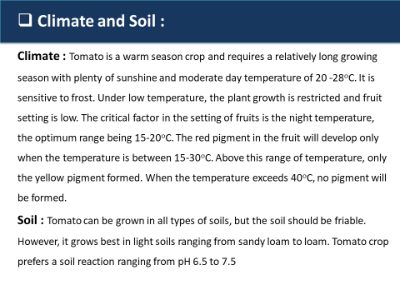 ❑ Climate and Soil :
Climate : Tomato is a warm season crop and requires a relatively long growing
season with plenty of sunshine and moderate day temperature of 20 -28°C. It is
sensitive to frost. Under low temperature, the plant growth is restricted and fruit
setting is low. The critical factor in the setting of fruits is the night temperature,
the optimum range being 15-20°C. The red pigment in the fruit will develop only
when the temperature is between 15-30°C. Above this range of temperature, only
the yellow pigment formed. When the temperature exceeds 40°C, no pigment will
be formed.
Soil : Tomato can be grown in all types of soils, but the soil should be friable.
However, it grows best in light soils ranging from sandy loam to loam. Tomato crop
prefers a soil reaction ranging from pH 6.5 to 7.5